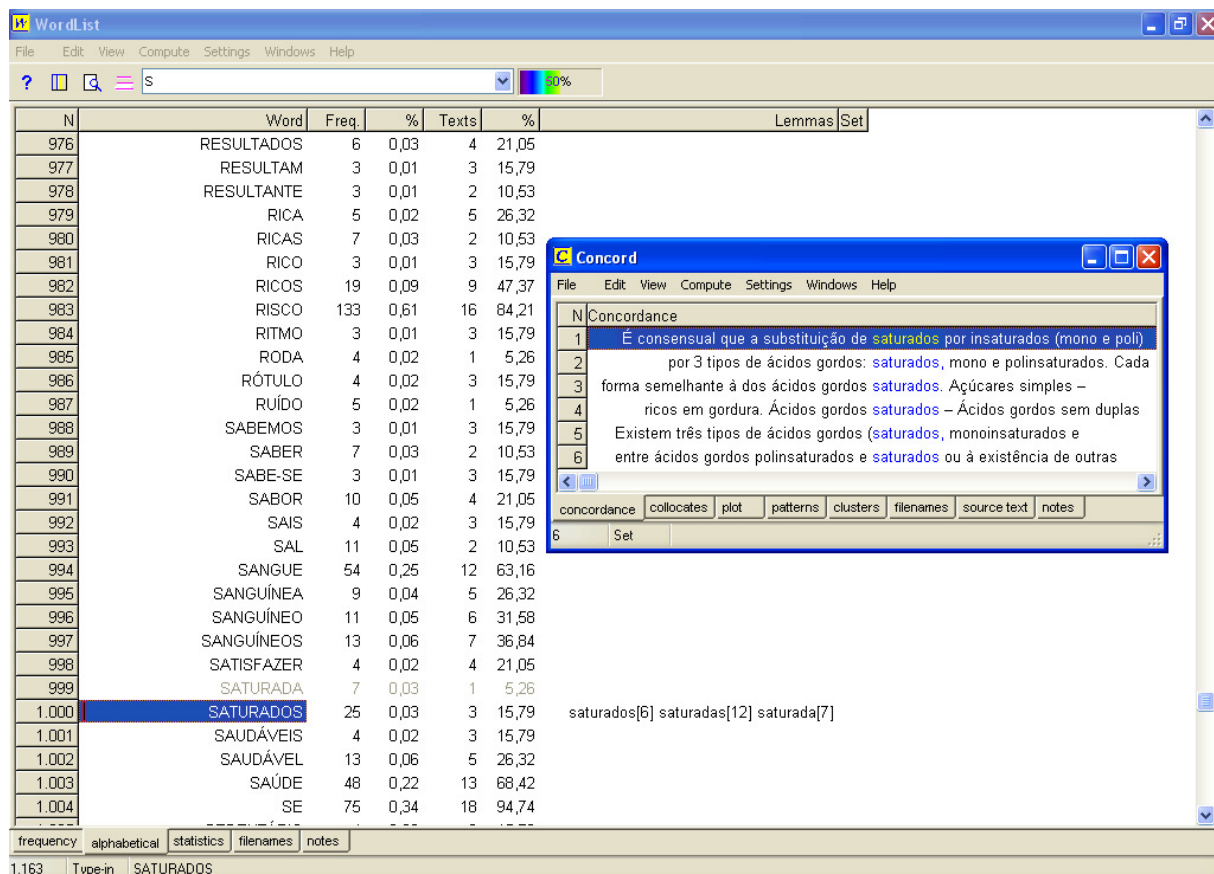 WordList
File Edit View Compute Settings Windows Help
? S 50%
N Word Freq. % Texts % Lemmas Set
976 RESULTADOS 6 0,03 4 21,05
977 RESULTAM 3 0,01 3 15,79
978 RESULTANTE 3 0,01 2 10,53
979 RICA 5 0,02 5 26,32
980 RICAS 7 0,03 2 10,53
981 RICO 3 0,01 3 15,79
982 RICOS 19 0,09 9 47,37
983 RISCO 133 0,61 16 84,21
984 RITMO 3 0,01 3 15,79
985 RODA 4 0,02 1 5,26
986 RÓTULO 4 0,02 3 15,79
987 RUÍDO 5 0,02 1 5,26
988 SABEMOS 3 0,01 3 15,79
989 SABER 7 0,03 2 10,53
990 SABE-SE 3 0,01 3 15,79
991 SABOR 10 0,05 4 21,05
992 SAIS 4 0,02 3 15,79
993 SAL 11 0,05 2 10,53
994 SANGUE 54 0,25 12 63,16
995 SANGUÍNEA 9 0,04 5 26,32
996 SANGUÍNEO 11 0,05 6 31,58
997 SANGUÍNEOS 13 0,06 7 36,84
998 SATISFAZER 4 0,02 4 21,05
999 SATURADA 7 0,03 1 5,26
1.000 SATURADOS 25 0,03 3 15,79 saturados[6] saturadas[12] saturada[7]
1.001 SAUDÁVEIS 4 0,02 3 15,79
1.002 SAUDÁVEL 13 0,06 5 26,32
1.003 SAÚDE 48 0,22 13 68,42
1.004 SE 75 0,34 18 94,74
frequency alphabetical statistics filenames notes
1.163 Type-in SATURADOS
Concord
File Edit View Compute Settings Windows Help
N Concordance
1 É consensual que a substituição de saturados por insaturados (mono e poli)
2 por 3 tipos de ácidos gordos: saturados, mono e polinsaturados. Cada
3 forma semelhante à dos ácidos gordos saturados. Açúcares simples –
4 ricos em gordura. Ácidos gordos saturados – Ácidos gordos sem duplas
5 Existem três tipos de ácidos gordos (saturados, monoinsaturados e
6 entre ácidos gordos polinsaturados e saturados ou à existência de outras
concordance collocates plot patterns clusters filenames source text notes
6 Set